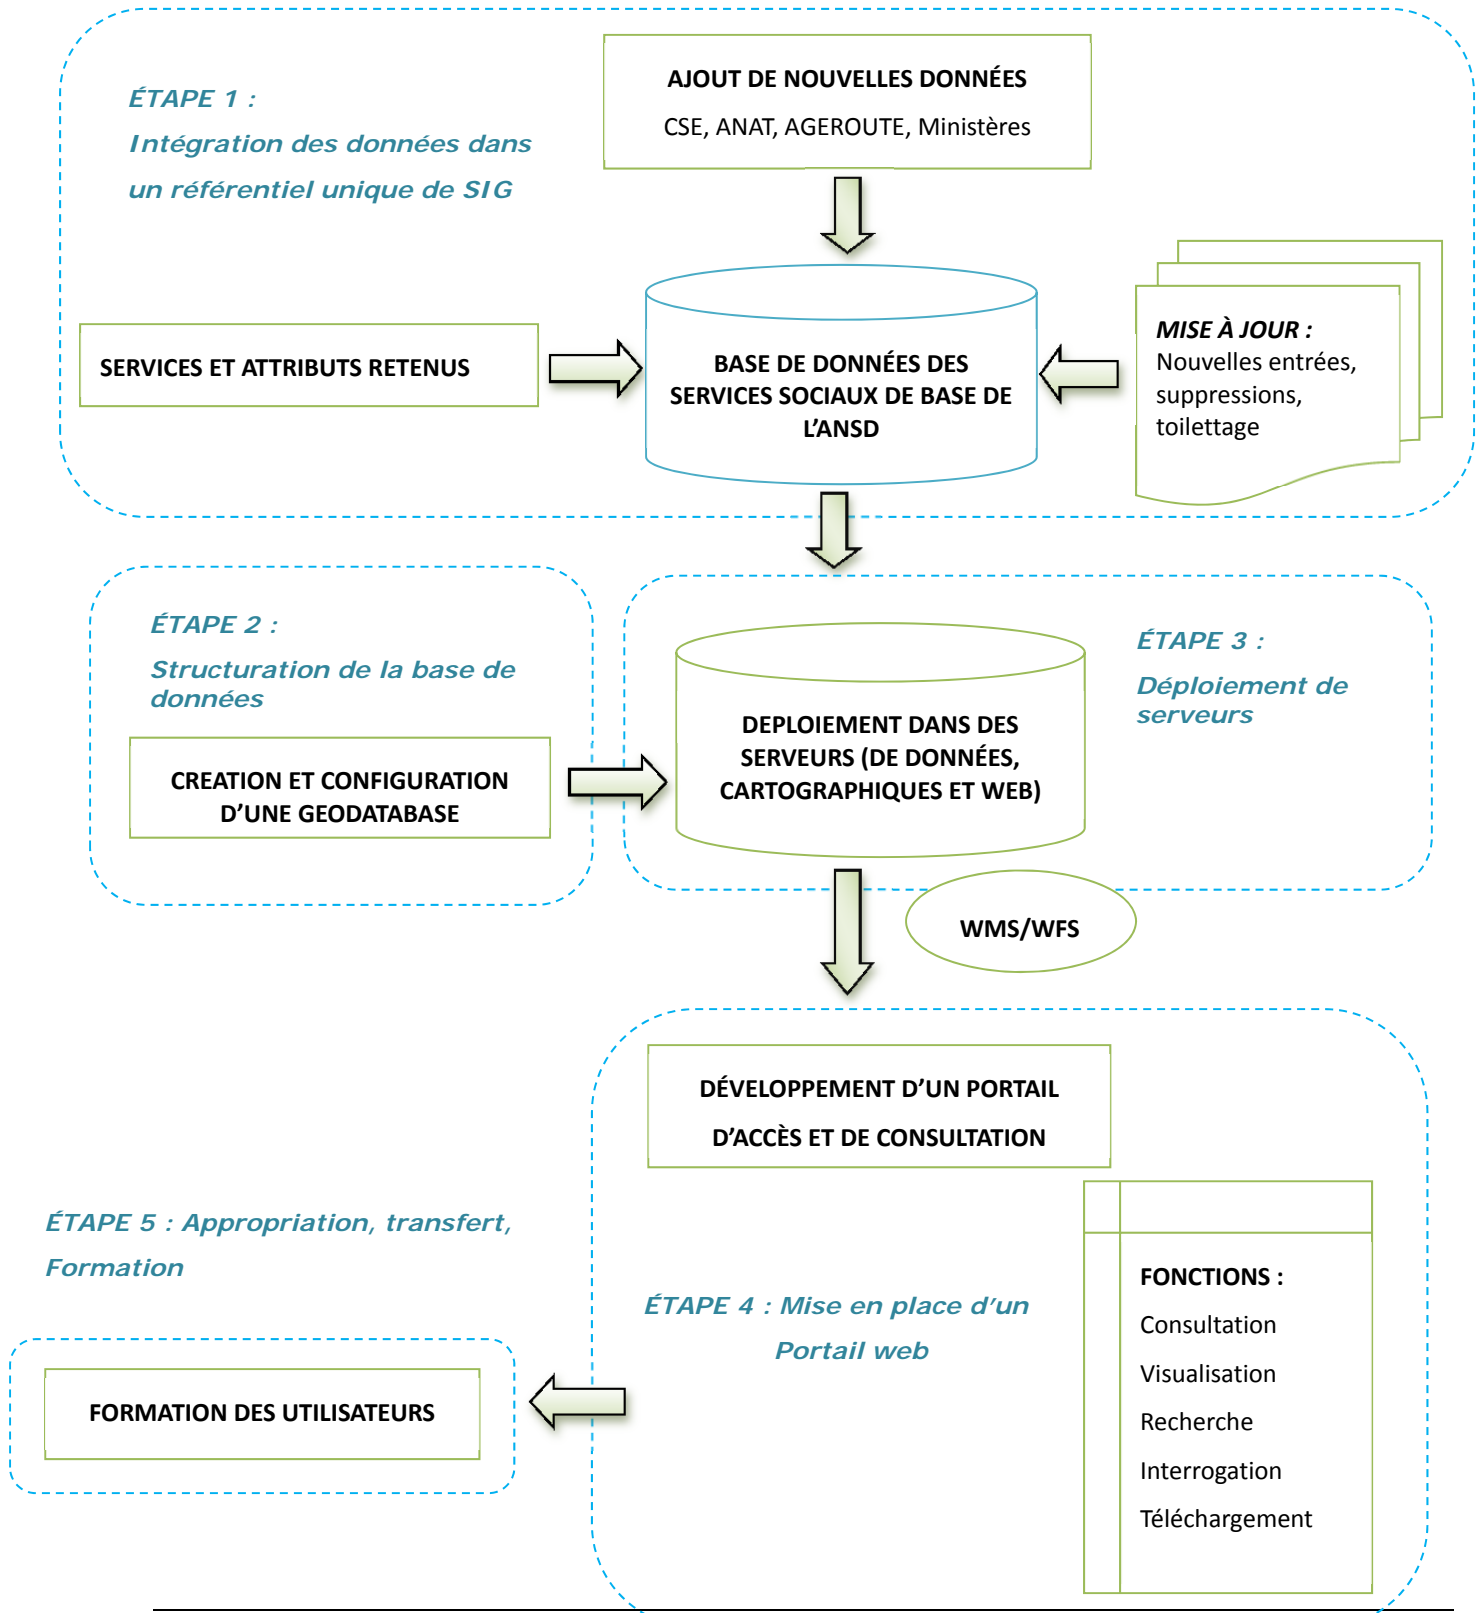 ÉTAPE 1 :
Intégration des données dans
un référentiel unique de SIG
AJOUT DE NOUVELLES DONNÉES
CSE, ANAT, AGEROUTE, Ministères
SERVICES ET ATTRIBUTS RETENUS
BASE DE DONNÉES DES
SERVICES SOCIAUX DE BASE DE
L’ANSD
MISE À JOUR :
Nouvelles entrées,
suppressions,
toilettage
ÉTAPE 2 :
Structuration de la base de
données
CREATION ET CONFIGURATION
D’UNE GEODATABASE
DEPLOIEMENT DANS DES
SERVEURS (DE DONNÉES,
CARTOGRAPHIQUES ET WEB)
ÉTAPE 3 :
Déploiement de
serveurs
WMS/WFS
DÉVELOPPEMENT D’UN PORTAIL
D’ACCÈS ET DE CONSULTATION
ÉTAPE 4 : Mise en place d’un
Portail web
FONCTIONS :
Consultation
Visualisation
Recherche
Interrogation
Téléchargement
ÉTAPE 5 : Appropriation, transfert,
Formation
FORMATION DES UTILISATEURS